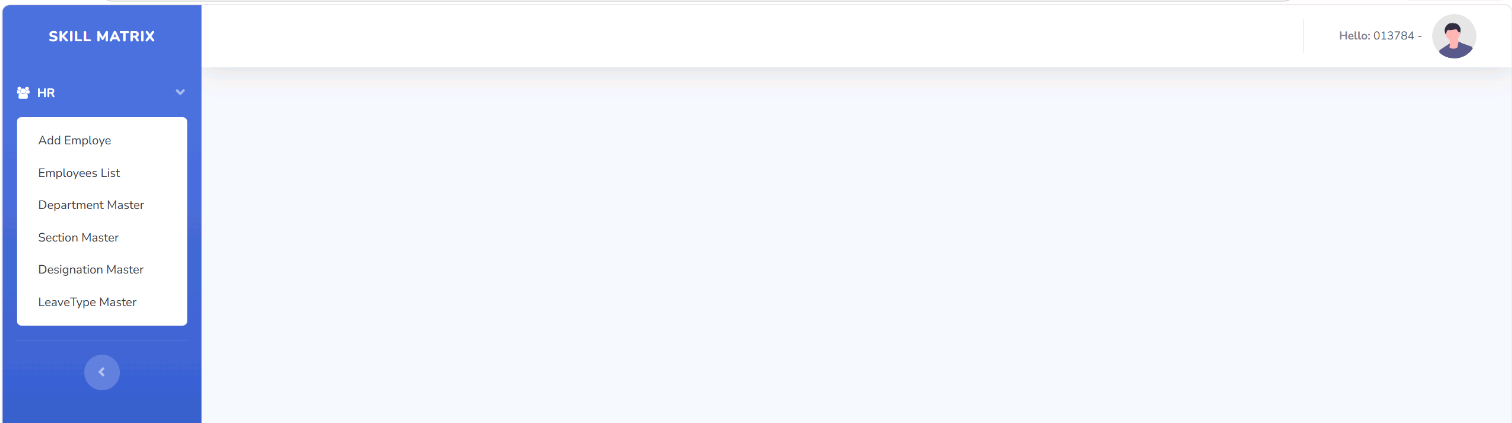 SKILL MATRIX
Hello: 013784 -
HR
Add Employe
Employees List
Department Master
Section Master
Designation Master
LeaveType Master